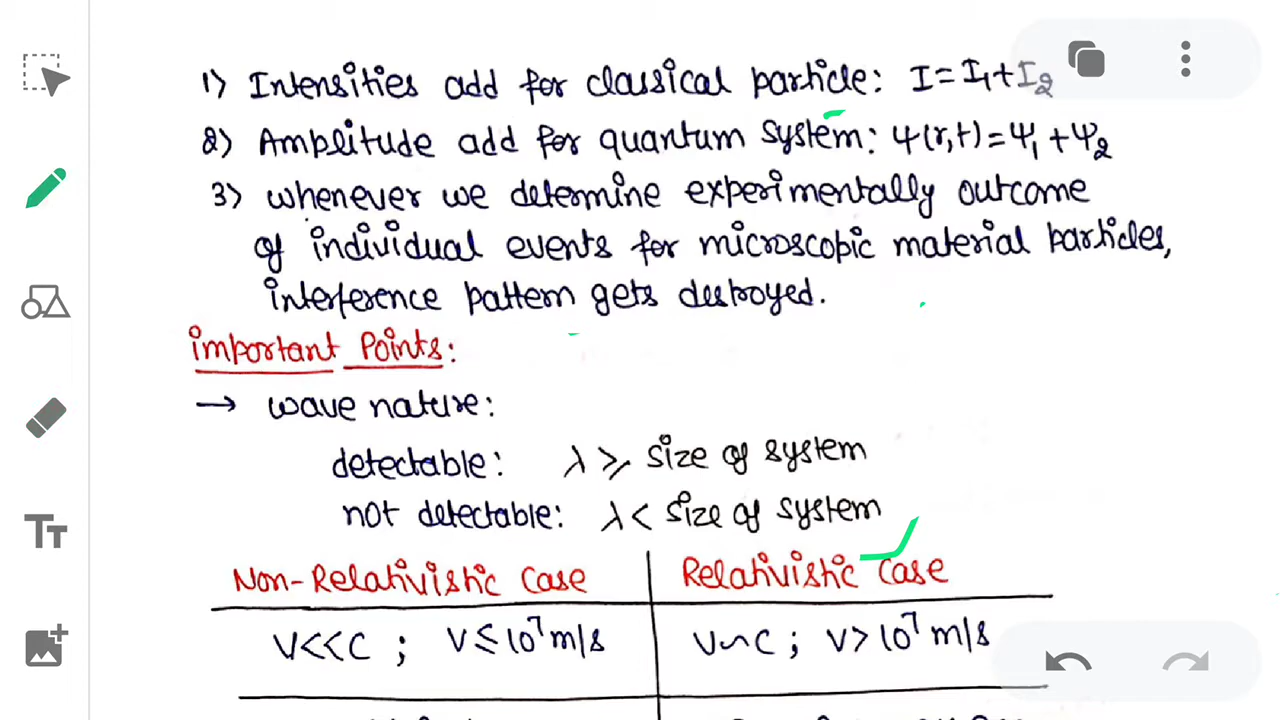 1) Intensities add for classical particle: I = I₁ + I₂
2) Amplitude add for quantum system: Ψ(r,t) = Ψ₁ + Ψ₂
3) whenever we determine experimentally outcome
of individual events for microscopic material particles,
interference pattern gets destroyed.
important Points:
→ wave nature:
detectable: λ ≥ size of system
not detectable: λ < size of system
Non-Relativistic Case | Relativistic Case
V<<C ; V ≤ 10⁷ m/s | V~C ; V > 10⁷ m/s